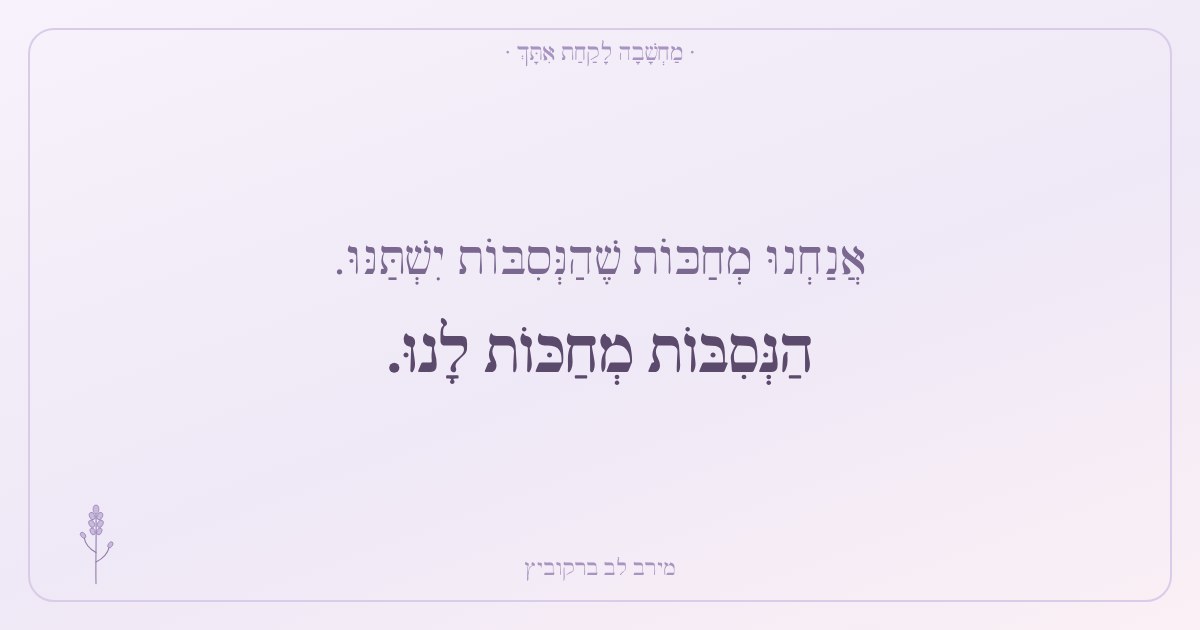 · מַחְשָׁבָה לָקַחַת אִתָּךְ ·
אֲנַחְנוּ מְחַכּוֹת שֶׁהַנְּסִבּוֹת יִשְׁתַּנּוּ.
הַנְּסִבּוֹת מְחַכּוֹת לָנוּ.
מירב לב ברקוביץ